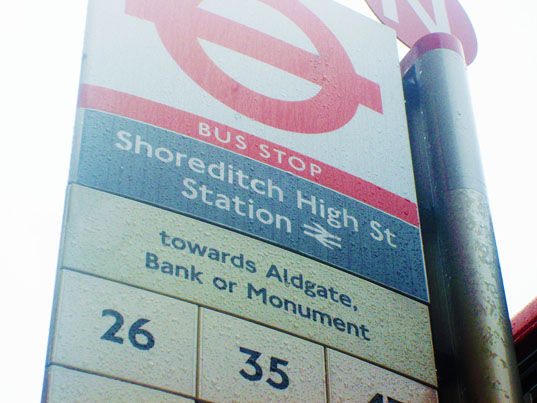 N
BUS STOP
Shoreditch High St
Station
towards Aldgate,
Bank or Monument
26 35